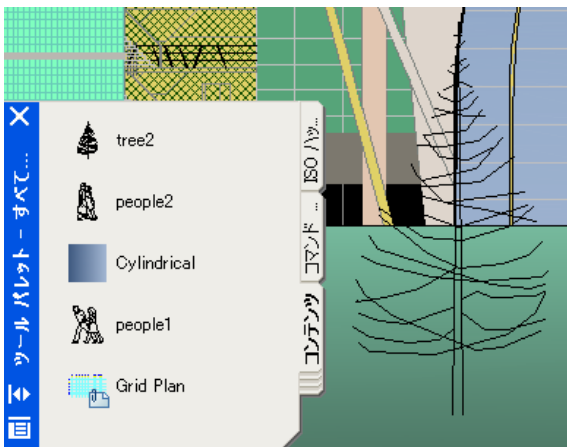 ツール パレット - すべて...
tree2
people2
Cylindrical
people1
Grid Plan
ISO ハッ...
コマンド ...
コンテンツ